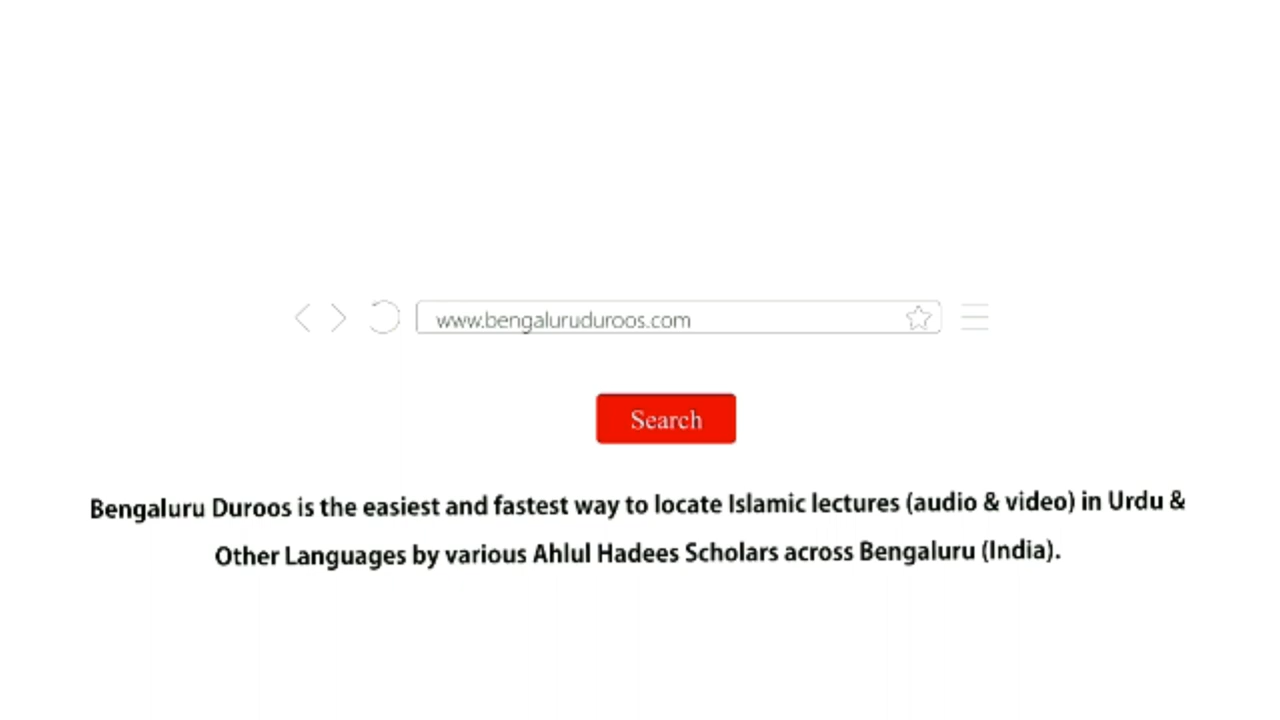 www.bengaluruduroos.com
Search
Bengaluru Duroos is the easiest and fastest way to locate Islamic lectures (audio & video) in Urdu &
Other Languages by various Ahlul Hadees Scholars across Bengaluru (India).